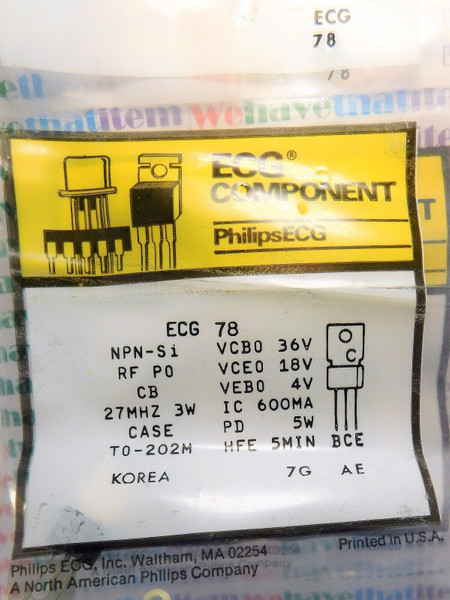 ECG
78
78
ett
thatitem Wehavethatitem
ECG®
COMPONENT
T
PhilipsECG
ECG 78
NPN-Si VCBO 36V
RF PO VCEO 18V
CB VEBO 4V
27MHZ 3W IC 600MA
CASE PD 5W
TO-202M HFE 5MIN
C
BCE
KOREA 7G AE
Philips ECG, Inc. Waltham, MA 02254
A North American Philips Company
Printed in U.S.A.